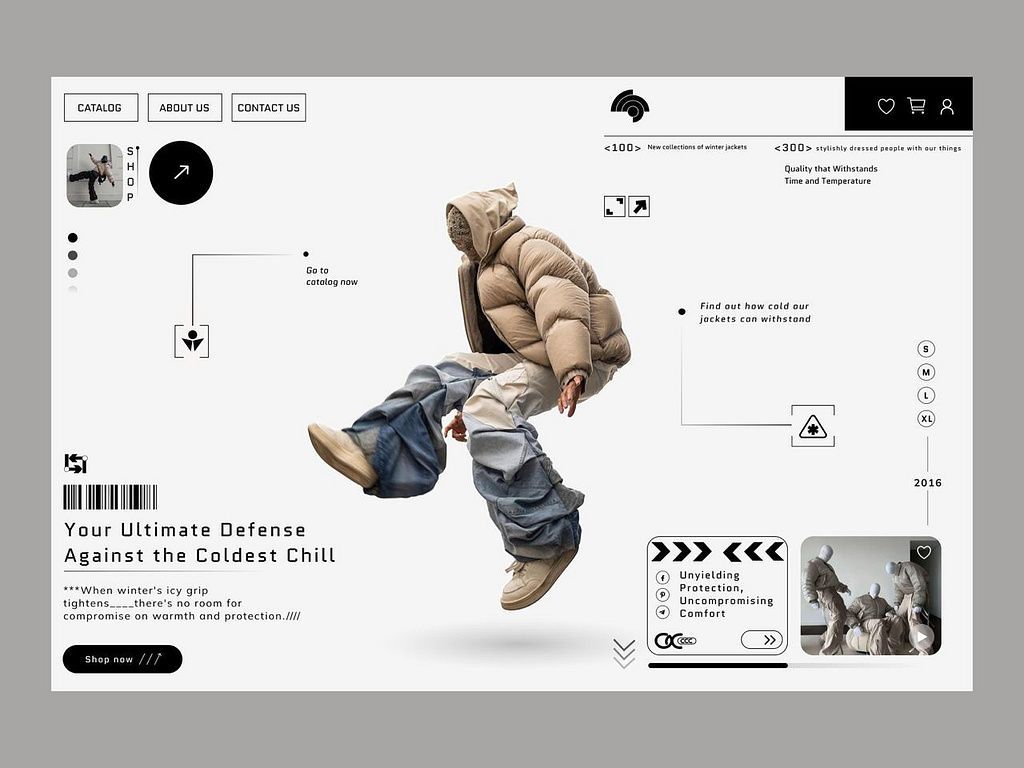 CATALOG
ABOUT US
CONTACT US
SHOP
<100> New collections of winter jackets
<300> stylishly dressed people with our things
Quality that Withstands
Time and Temperature
Go to
catalog now
Find out how cold our
jackets can withstand
S
M
L
XL
2016
Your Ultimate Defense
Against the Coldest Chill
***When winter's icy grip
tightens____there's no room for
compromise on warmth and protection.////
Shop now ///
Unyielding
Protection,
Uncompromising
Comfort